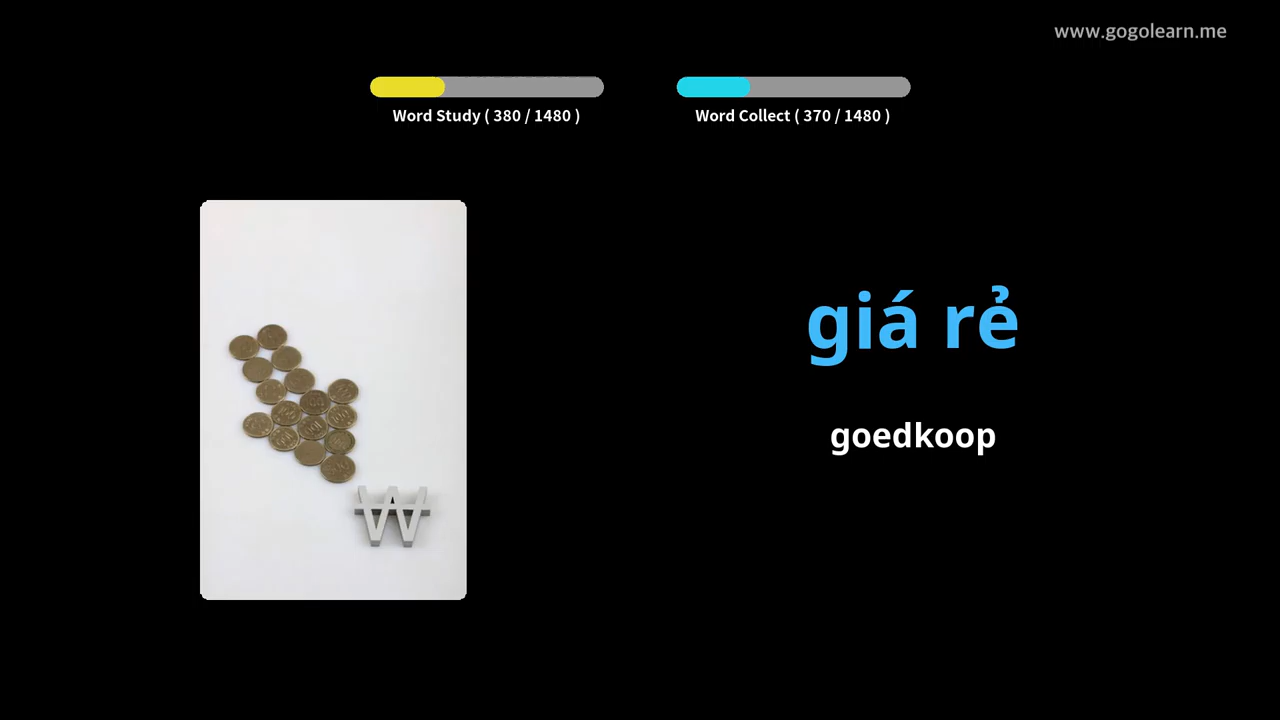 www.gogolearn.me
Word Study ( 380 / 1480 )
Word Collect ( 370 / 1480 )
giá rẻ
goedkoop
₩